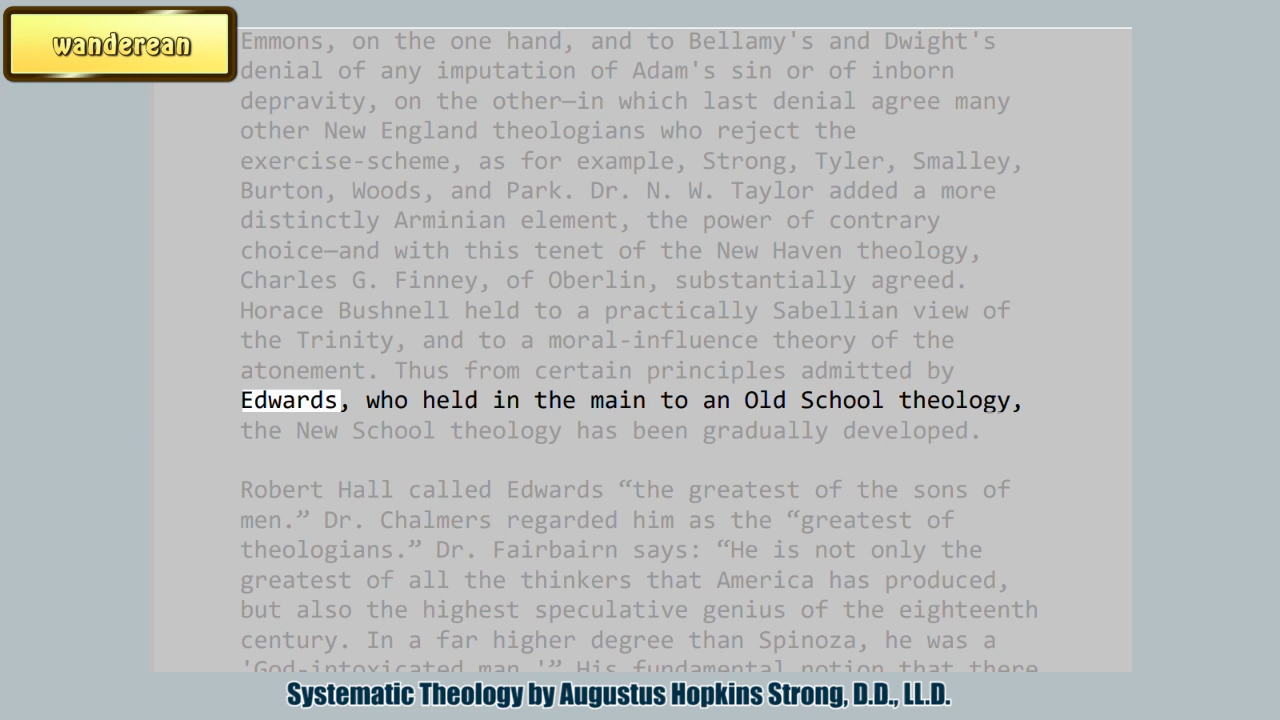 wanderean
Emmons, on the one hand, and to Bellamy's and Dwight's
denial of any imputation of Adam's sin or of inborn
depravity, on the other—in which last denial agree many
other New England theologians who reject the
exercise-scheme, as for example, Strong, Tyler, Smalley,
Burton, Woods, and Park. Dr. N. W. Taylor added a more
distinctly Arminian element, the power of contrary
choice—and with this tenet of the New Haven theology,
Charles G. Finney, of Oberlin, substantially agreed.
Horace Bushnell held to a practically Sabellian view of
the Trinity, and to a moral-influence theory of the
atonement. Thus from certain principles admitted by
Edwards, who held in the main to an Old School theology,
the New School theology has been gradually developed.
Robert Hall called Edwards “the greatest of the sons of
men.” Dr. Chalmers regarded him as the “greatest of
theologians.” Dr. Fairbairn says: “He is not only the
greatest of all the thinkers that America has produced,
but also the highest speculative genius of the eighteenth
century. In a far higher degree than Spinoza, he was a
'God-intoxicated man.'” His fundamental notion that there
Systematic Theology by Augustus Hopkins Strong, D.D., LL.D.